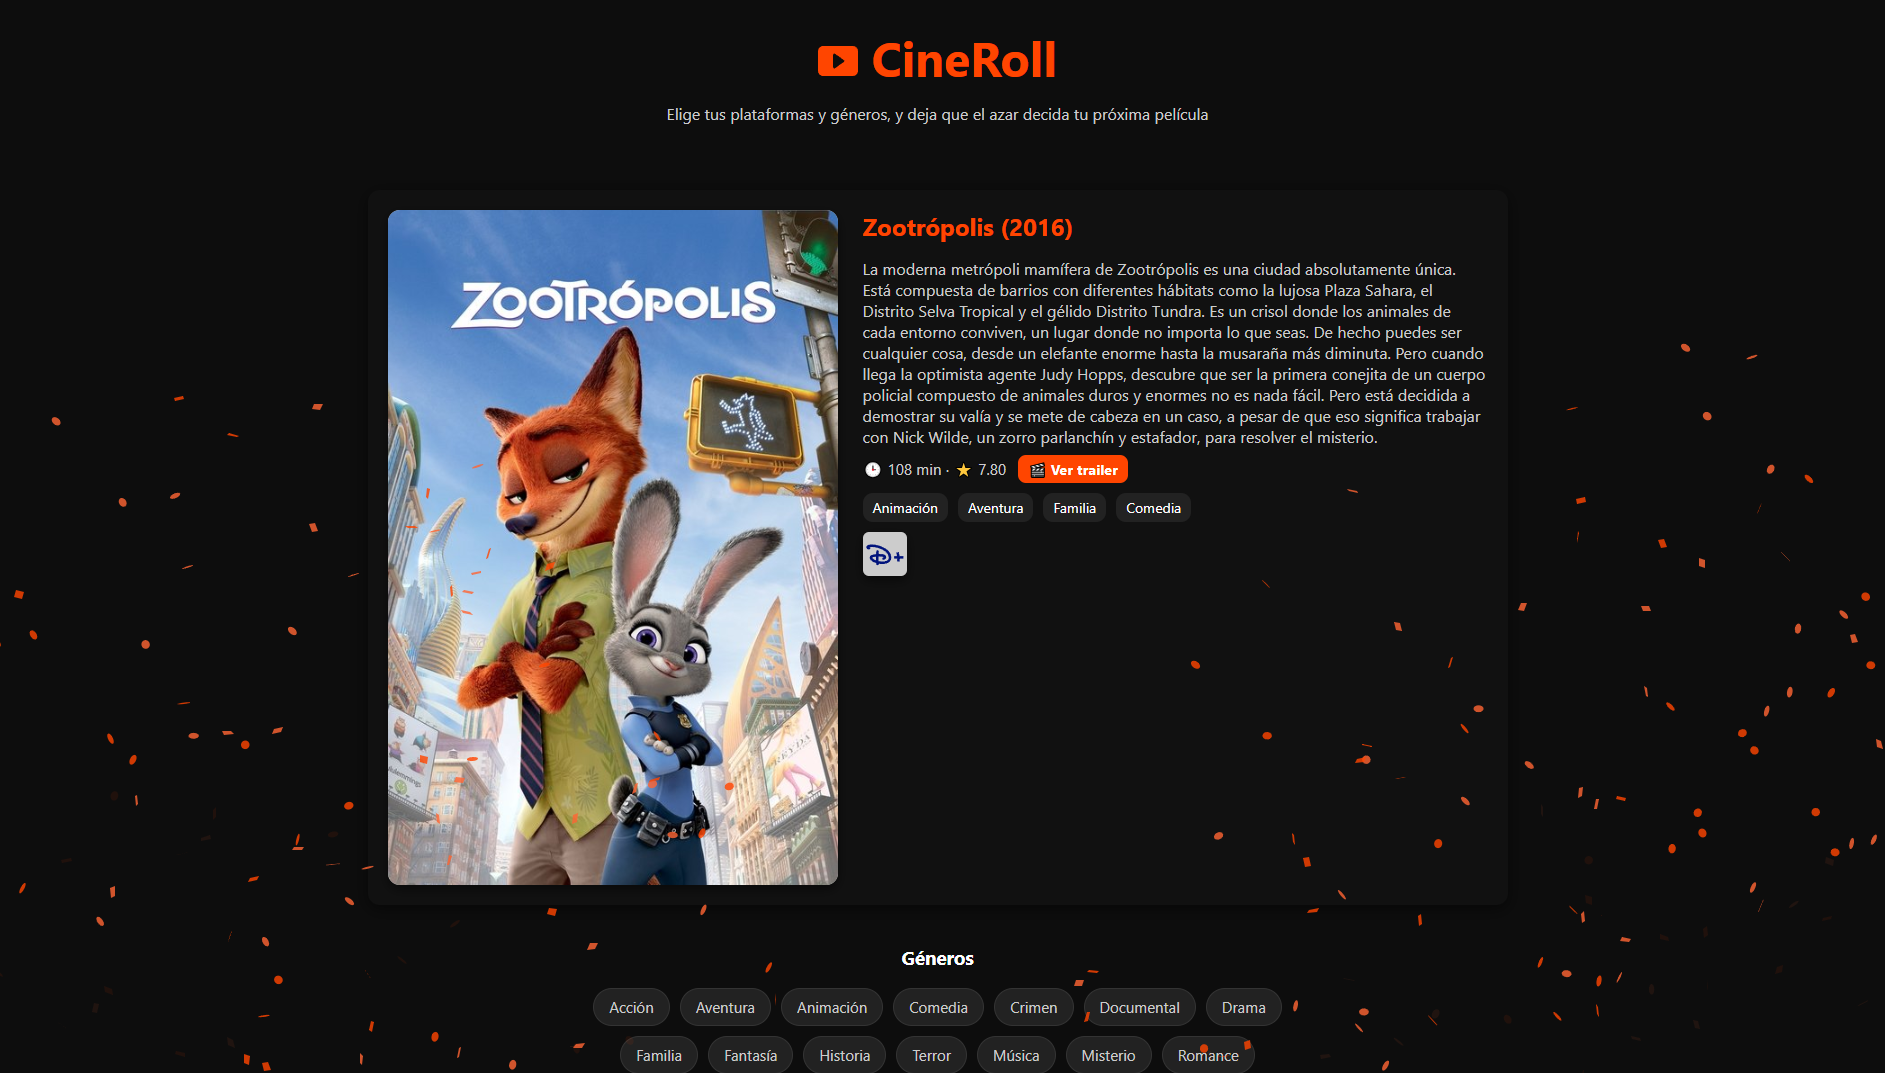 CineRoll
Elige tus plataformas y géneros, y deja que el azar decida tu próxima película
ZOOTRÓPOLIS
Zootrópolis (2016)
La moderna metrópoli mamífera de Zootrópolis es una ciudad absolutamente única.
Está compuesta de barrios con diferentes hábitats como la lujosa Plaza Sahara, el
Distrito Selva Tropical y el gélido Distrito Tundra. Es un crisol donde los animales de
cada entorno conviven, un lugar donde no importa lo que seas. De hecho puedes ser
cualquier cosa, desde un elefante enorme hasta la musaraña más diminuta. Pero cuando
llega la optimista agente Judy Hopps, descubre que ser la primera conejita de un cuerpo
policial compuesto de animales duros y enormes no es nada fácil. Pero está decidida a
demostrar su valía y se mete de cabeza en un caso, a pesar de que eso significa trabajar
con Nick Wilde, un zorro parlanchín y estafador, para resolver el misterio.
108 min · 7.80 Ver trailer
Animación Aventura Familia Comedia
D+
Géneros
Acción Aventura Animación Comedia Crimen Documental Drama
Familia Fantasía Historia Terror Música Misterio Romance